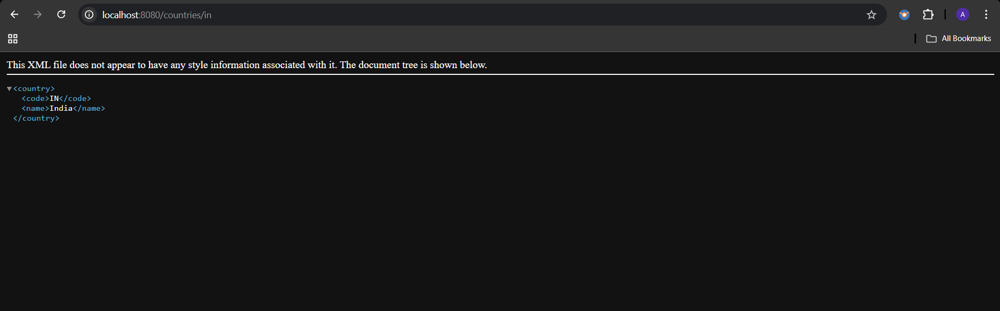 localhost:8080/countries/in
A
All Bookmarks
This XML file does not appear to have any style information associated with it. The document tree is shown below.
<country>
<code>IN</code>
<name>India</name>
</country>